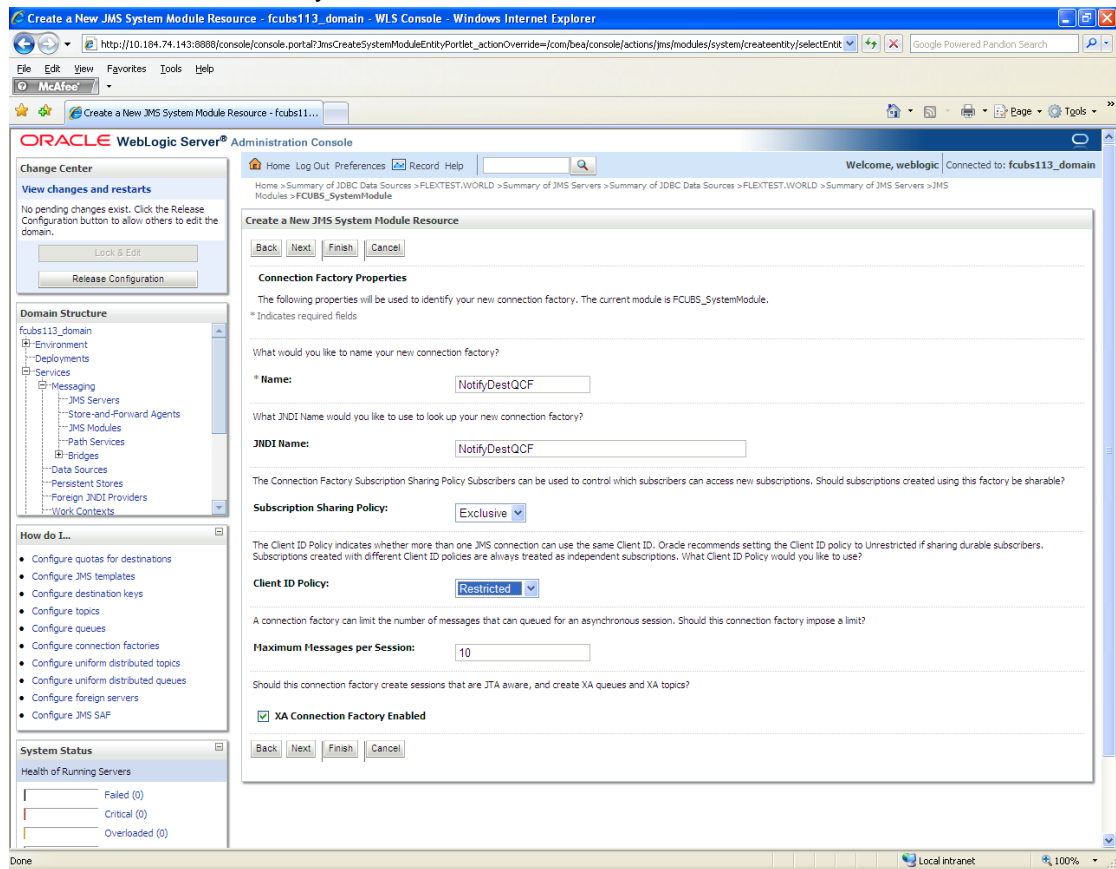 Create a New JMS System Module Resource - fcubs113_domain - WLS Console - Windows Internet Explorer
http://10.184.74.143:8888/console/console.portal?JmsCreateSystemModuleEntityPortlet_actionOverride=/com/bea/console/actions/jms/modules/system/createentity/selectEntit
Google Powered Pandion Search
File Edit View Favorites Tools Help
McAfee
Create a New JMS System Module Resource - fcubs11...
Page Tools
ORACLE WebLogic Server® Administration Console
Change Center
View changes and restarts
No pending changes exist. Click the Release
Configuration button to allow others to edit the
domain.
Lock & Edit
Release Configuration
Domain Structure
fcubs113_domain
Environment
Deployments
Services
Messaging
JMS Servers
Store-and-Forward Agents
JMS Modules
Path Services
Bridges
Data Sources
Persistent Stores
Foreign JNDI Providers
Work Contexts
How do I...
Configure quotas for destinations
Configure JMS templates
Configure destination keys
Configure topics
Configure queues
Configure connection factories
Configure uniform distributed topics
Configure uniform distributed queues
Configure foreign servers
Configure JMS SAF
System Status
Health of Running Servers
Failed (0)
Critical (0)
Overloaded (0)
Home Log Out Preferences Record Help
Welcome, weblogic Connected to: fcubs113_domain
Home >Summary of JDBC Data Sources >FLEXTEST.WORLD >Summary of JMS Servers >Summary of JDBC Data Sources >FLEXTEST.WORLD >Summary of JMS Servers >JMS
Modules >FCUBS_SystemModule
Create a New JMS System Module Resource
Back Next Finish Cancel
Connection Factory Properties
The following properties will be used to identify your new connection factory. The current module is FCUBS_SystemModule.
* Indicates required fields
What would you like to name your new connection factory?
* Name: NotifyDestQCF
What JNDI Name would you like to use to look up your new connection factory?
JNDI Name: NotifyDestQCF
The Connection Factory Subscription Sharing Policy Subscribers can be used to control which subscribers can access new subscriptions. Should subscriptions created using this factory be sharable?
Subscription Sharing Policy: Exclusive
The Client ID Policy indicates whether more than one JMS connection can use the same Client ID. Oracle recommends setting the Client ID policy to Unrestricted if sharing durable subscribers.
Subscriptions created with different Client ID policies are always treated as independent subscriptions. What Client ID Policy would you like to use?
Client ID Policy: Restricted
A connection factory can limit the number of messages that can queued for an asynchronous session. Should this connection factory impose a limit?
Maximum Messages per Session: 10
Should this connection factory create sessions that are JTA aware, and create XA queues and XA topics?
XA Connection Factory Enabled
Back Next Finish Cancel
Done
Local intranet
100%